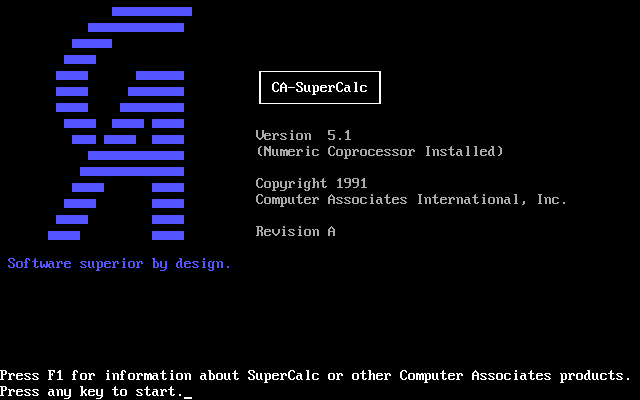 CA-SuperCalc
Version 5.1
(Numeric Coprocessor Installed)
Copyright 1991
Computer Associates International, Inc.
Revision A
Software superior by design.
Press F1 for information about SuperCalc or other Computer Associates products.
Press any key to start._